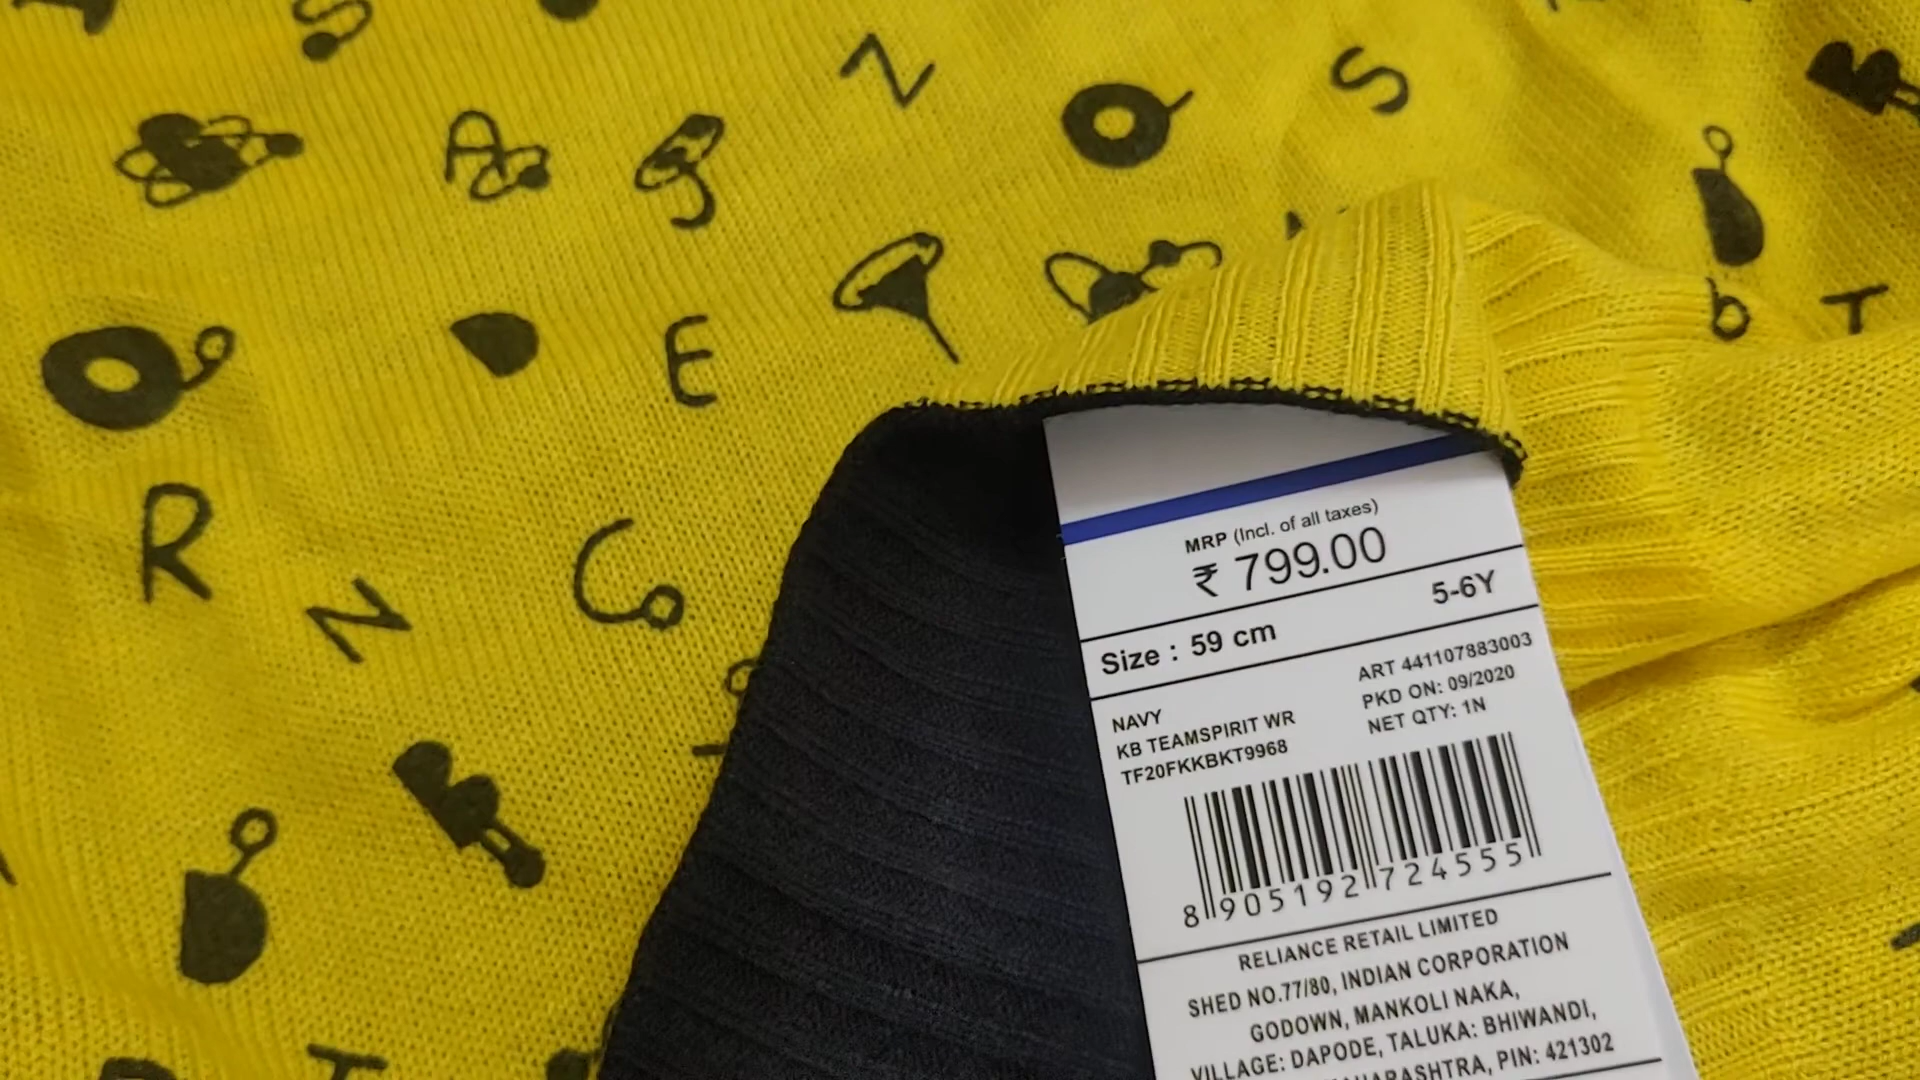 S
N
S
A
E
T
R
N
G
b
MRP (Incl. of all taxes)
₹ 799.00
5-6Y
Size : 59 cm
ART 441107883003
PKD ON: 09/2020
NET QTY: 1N
NAVY
KB TEAMSPIRIT WR
TF20FKKBKT9968
8 905192 724555
RELIANCE RETAIL LIMITED
SHED NO.77/80, INDIAN CORPORATION
GODOWN, MANKOLI NAKA,
VILLAGE: DAPODE, TALUKA: BHIWANDI,
PIN: 421302